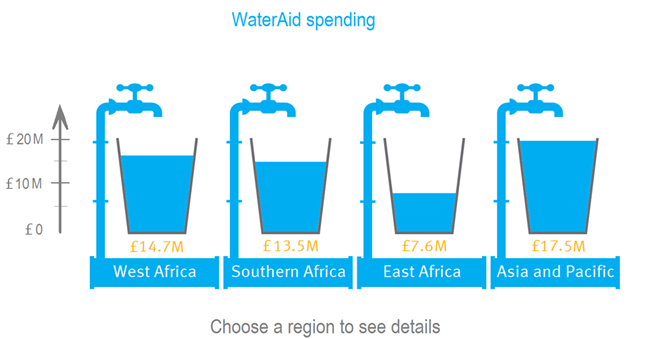 WaterAid spending
£20M
£10M
£0
£14.7M £13.5M £7.6M £17.5M
West Africa Southern Africa East Africa Asia and Pacific
Choose a region to see details